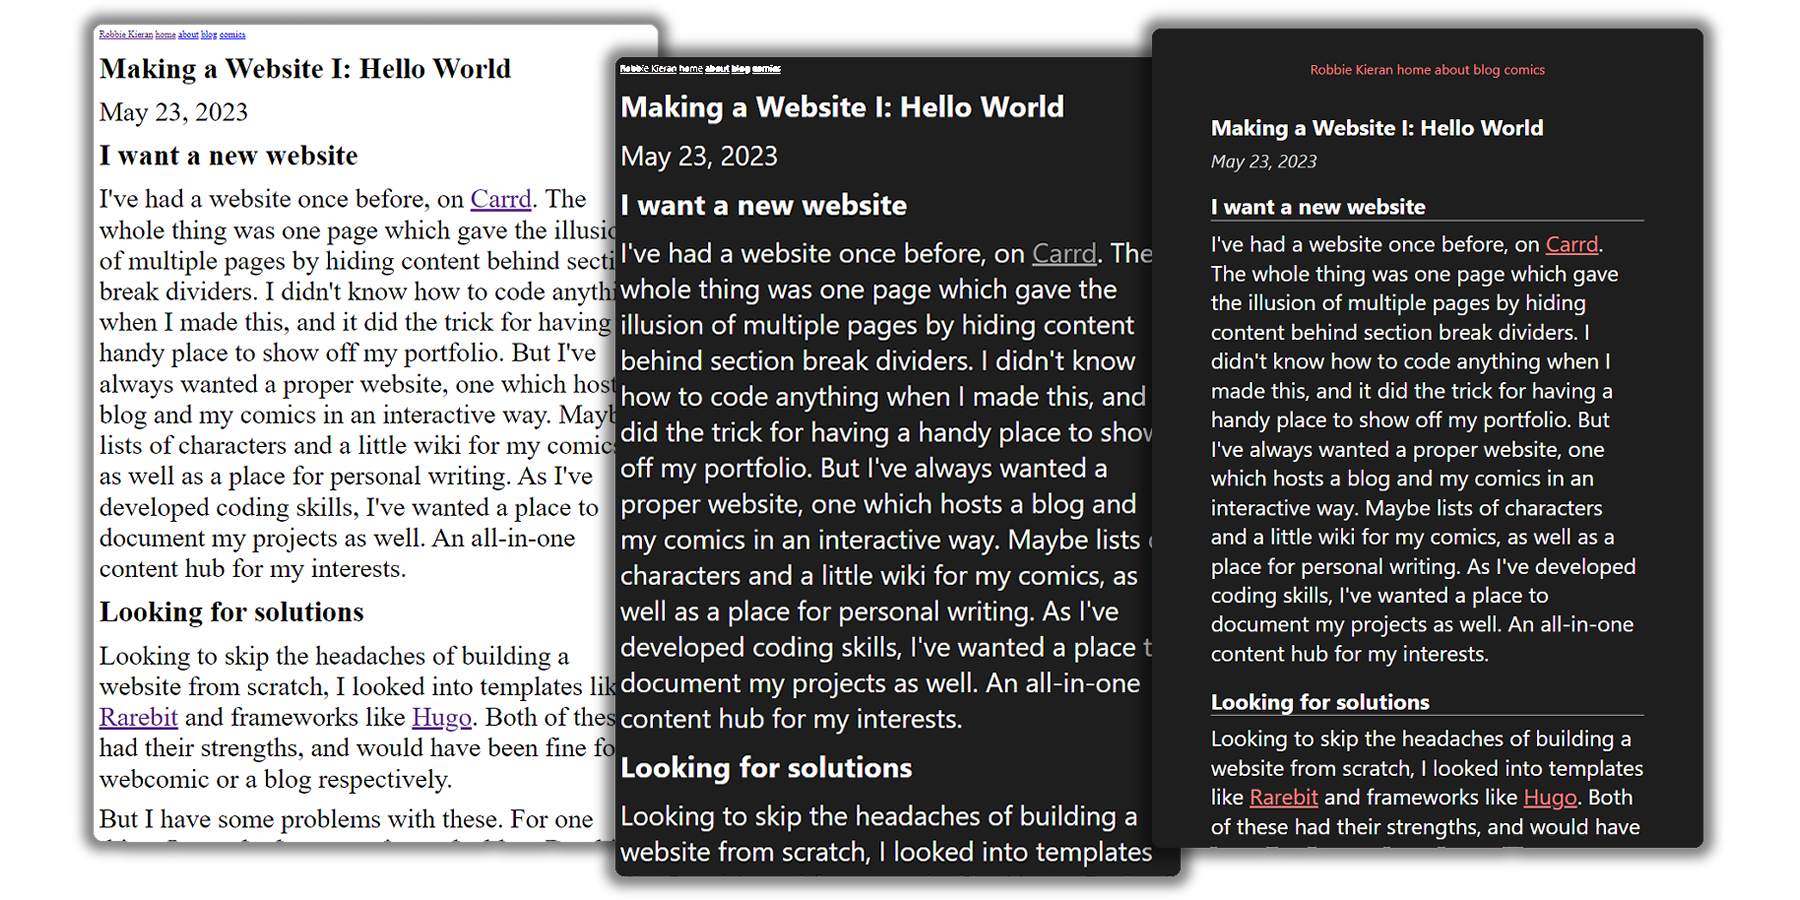 Robbie Kieran home about blog comics
Making a Website I: Hello World
May 23, 2023
I want a new website
I've had a website once before, on Carrd. The
whole thing was one page which gave the
of multiple pages by hiding content behind
break dividers. I didn't know how to code
when I made this, and it did the trick for having
handy place to show off my portfolio. But I've
always wanted a proper website, one which
blog and my comics in an interactive way.
lists of characters and a little wiki for my
as well as a place for personal writing. As I've
developed coding skills, I've wanted a place to
document my projects as well. An all-in-one
content hub for my interests.
Looking for solutions
Looking to skip the headaches of building a
website from scratch, I looked into templates
Rarebit and frameworks like Hugo. Both of
had their strengths, and would have been fine
webcomic or a blog respectively.
But I have some problems with these. For one
Robbie Kieran home about blog comics
Making a Website I: Hello World
May 23, 2023
I want a new website
I've had a website once before, on Carrd. The
whole thing was one page which gave the
illusion of multiple pages by hiding content
behind section break dividers. I didn't know
how to code anything when I made this, and
did the trick for having a handy place to
off my portfolio. But I've always wanted a
proper website, one which hosts a blog and
my comics in an interactive way. Maybe lists
characters and a little wiki for my comics, as
well as a place for personal writing. As I've
developed coding skills, I've wanted a place
document my projects as well. An all-in-one
content hub for my interests.
Looking for solutions
Looking to skip the headaches of building a
website from scratch, I looked into templates
Robbie Kieran home about blog comics
Making a Website I: Hello World
May 23, 2023
I want a new website
I've had a website once before, on Carrd.
The whole thing was one page which gave
the illusion of multiple pages by hiding
content behind section break dividers. I
didn't know how to code anything when I
made this, and it did the trick for having a
handy place to show off my portfolio. But
I've always wanted a proper website, one
which hosts a blog and my comics in an
interactive way. Maybe lists of characters
and a little wiki for my comics, as well as a
place for personal writing. As I've developed
coding skills, I've wanted a place to
document my projects as well. An all-in-one
content hub for my interests.
Looking for solutions
Looking to skip the headaches of building a
website from scratch, I looked into templates
like Rarebit and frameworks like Hugo. Both
of these had their strengths, and would have